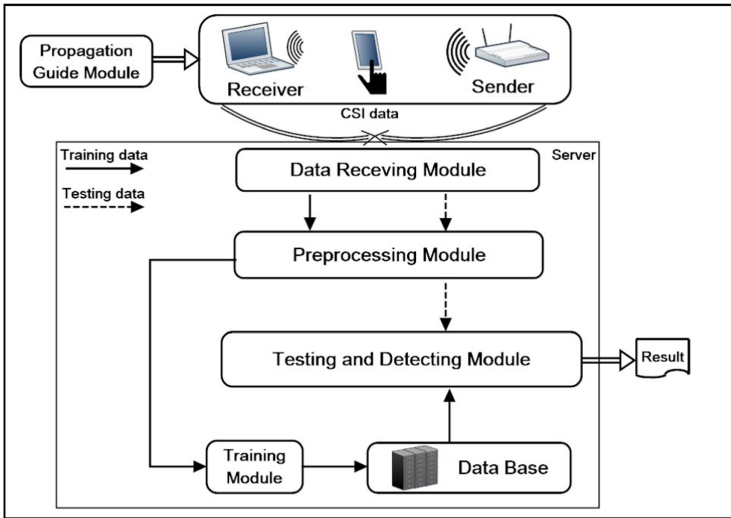 Propagation
Guide Module
Receiver
Sender
CSI data
Training data
Testing data
Server
Data Receving Module
Preprocessing Module
Testing and Detecting Module
Result
Training
Module
Data Base